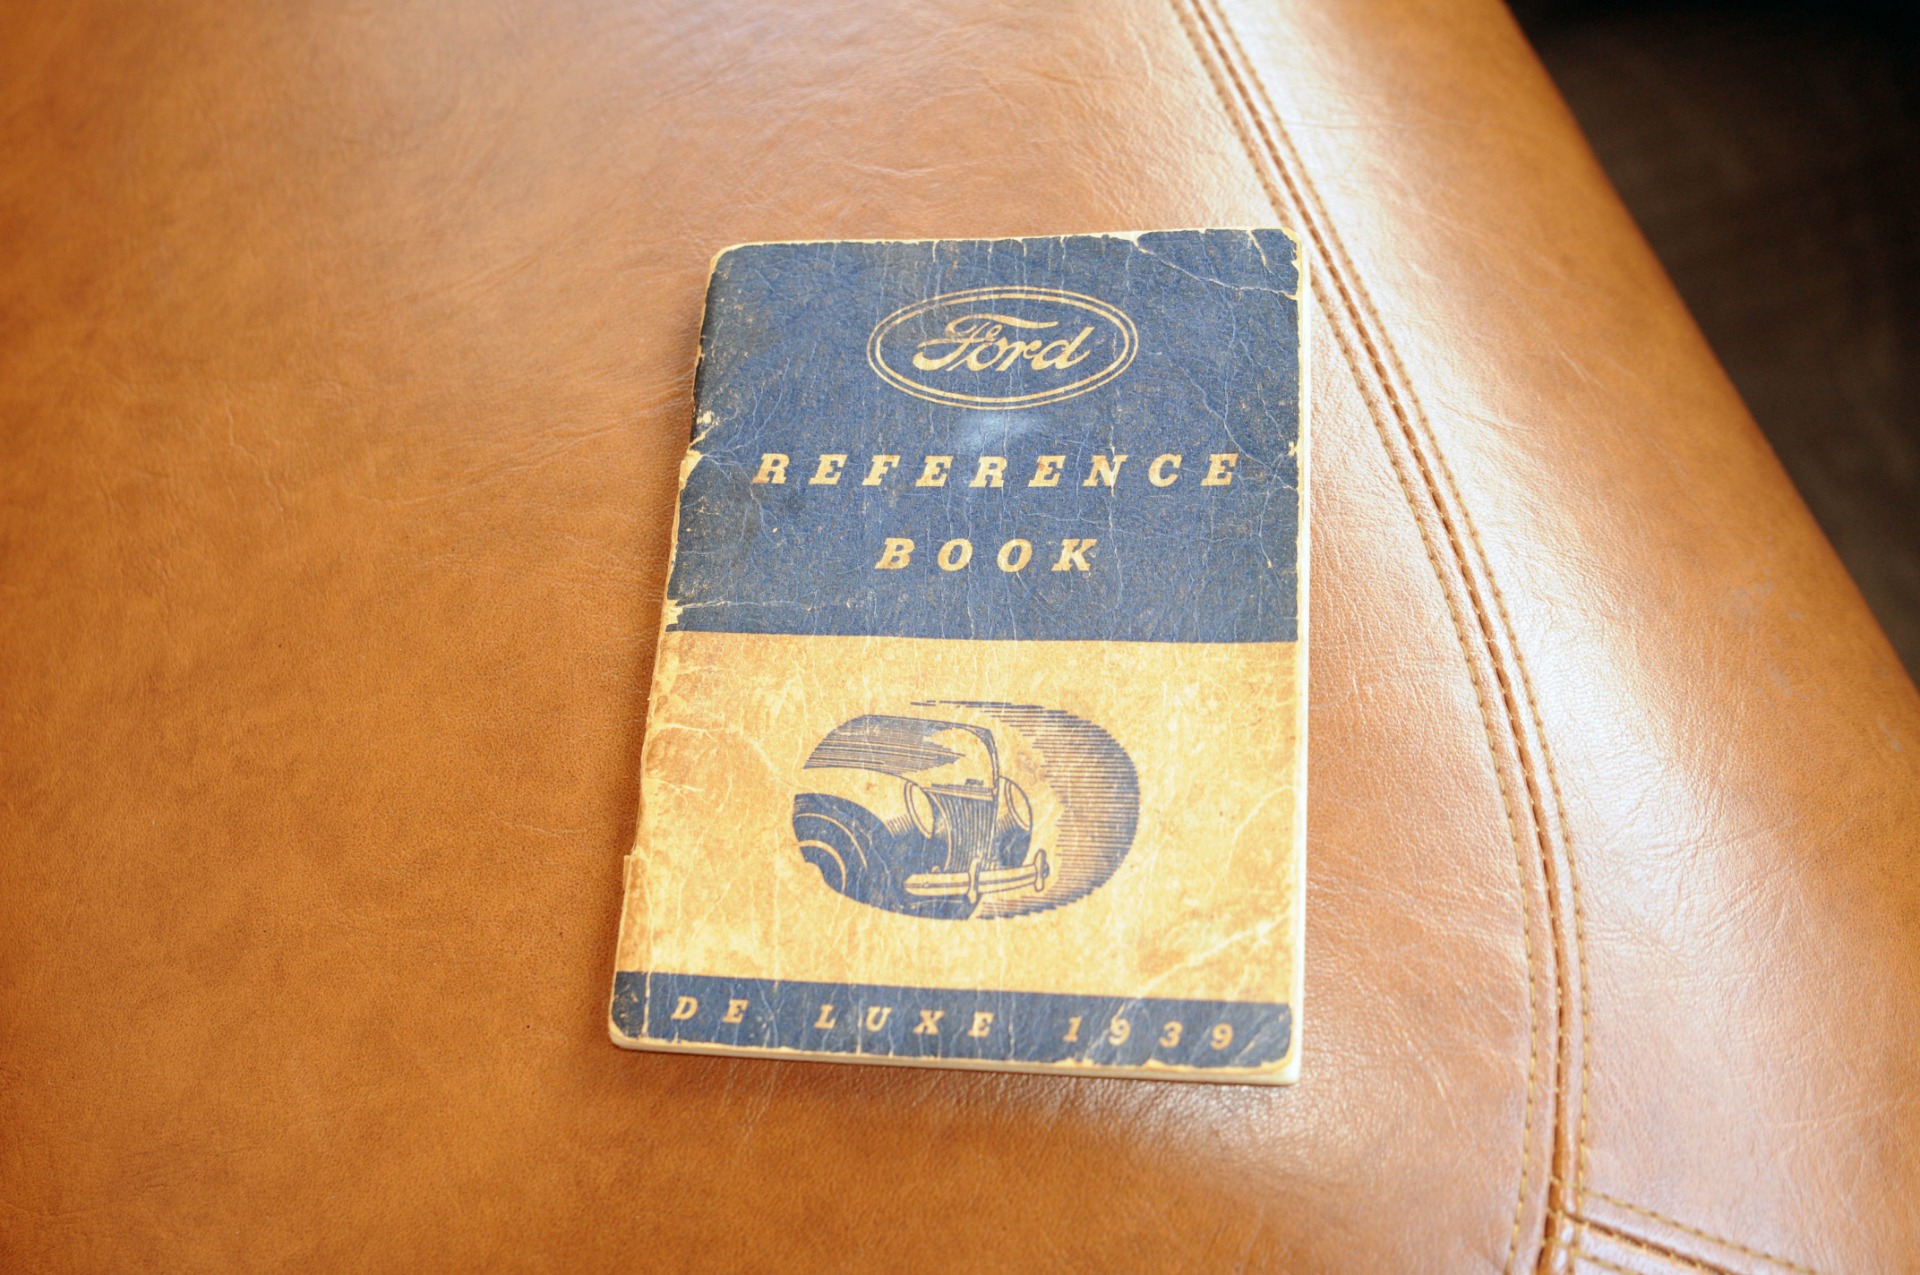 Ford
REFERENCE
BOOK
DE LUXE 1939